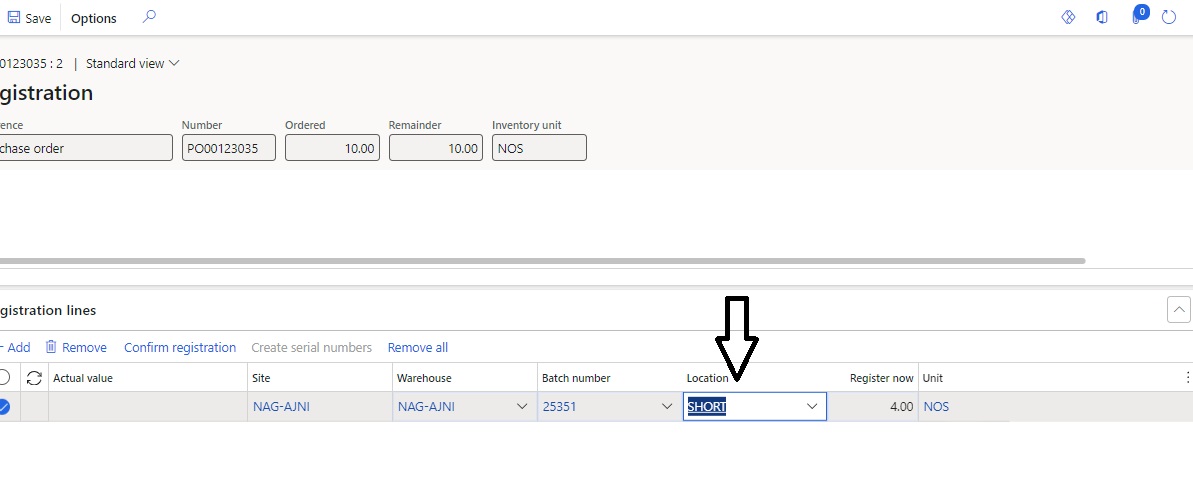 Save Options 0
0123035 : 2 | Standard view
gistration
ence Number Ordered Remainder Inventory unit
chase order PO00123035 10.00 10.00 NOS
gistration lines
Add Remove Confirm registration Create serial numbers Remove all
Actual value Site Warehouse Batch number Location Register now Unit
NAG-AJNI NAG-AJNI 25351 SHORT 4.00 NOS